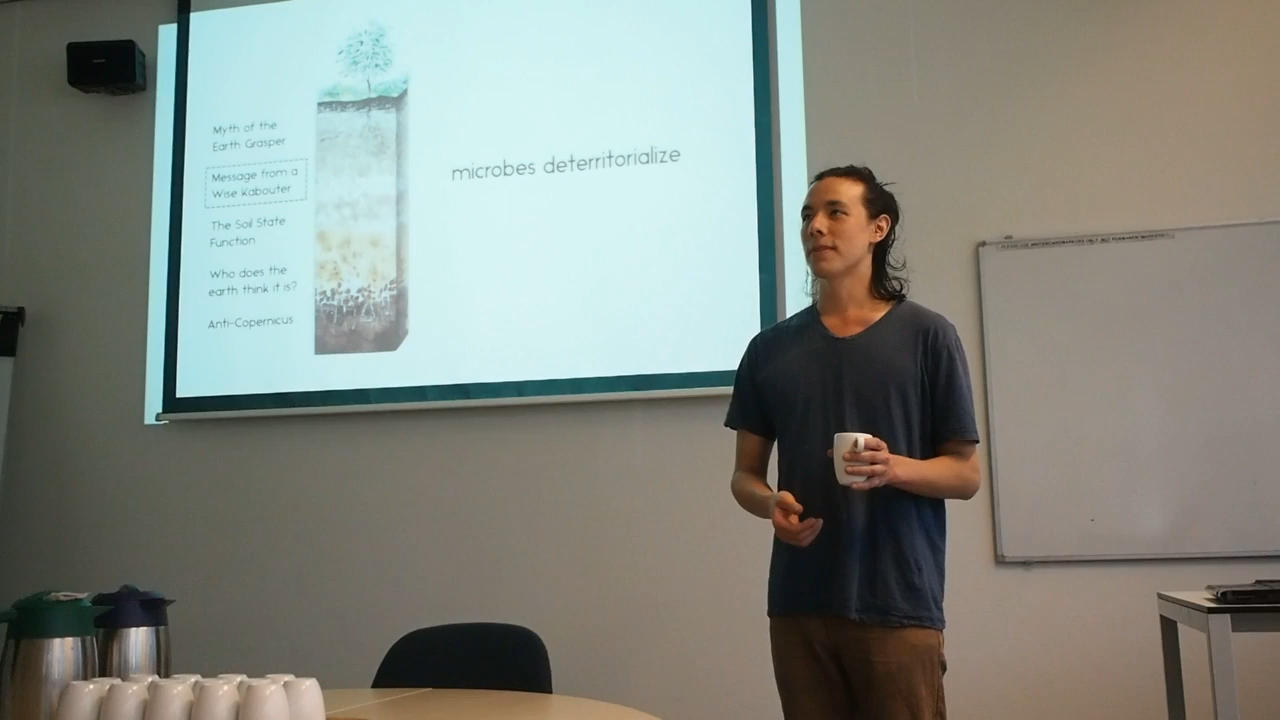 Myth of the
Earth Grasper
Message from a
Wise Kabouter
The Soil State
Function
Who does the
earth think it is?
Anti-Copernicus
microbes deterritorialize